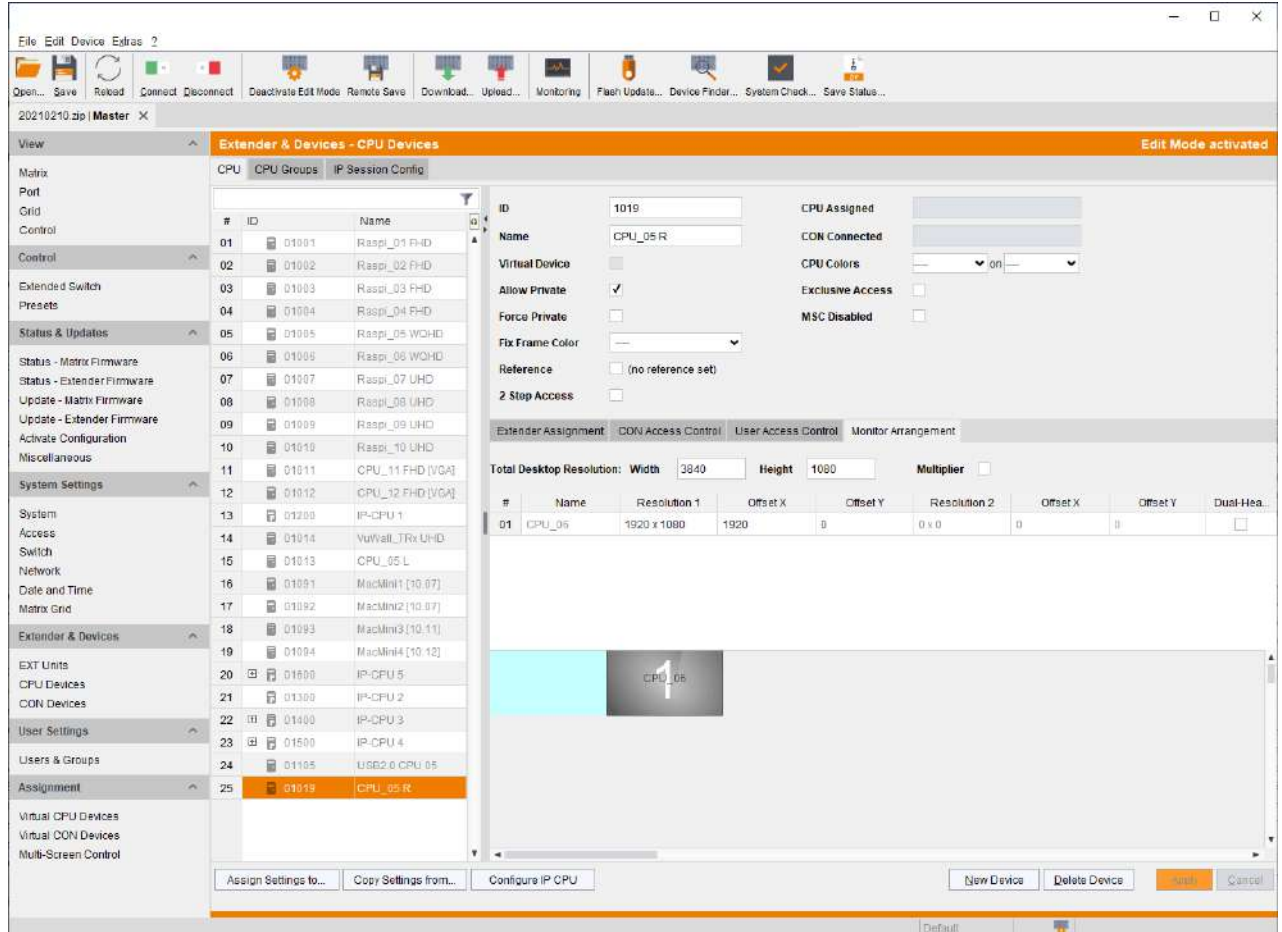 File Edit Device Extras ?
Open... Save Reload Connect Disconnect Deactivate Edit Mode Remote Save Download... Upload... Monitoring Flash Update... Device Finder... System Check... Save Status...
20210210.zip | Master
View
Matrix
Port
Grid
Control
Control
Extended Switch
Presets
Status & Updates
Status - Matrix Firmware
Status - Extender Firmware
Update - Matrix Firmware
Update - Extender Firmware
Activate Configuration
Miscellaneous
System Settings
System
Access
Switch
Network
Date and Time
Matrix Grid
Extender & Devices
EXT Units
CPU Devices
CON Devices
User Settings
Users & Groups
Assignment
Virtual CPU Devices
Virtual CON Devices
Multi-Screen Control
Extender & Devices - CPU Devices Edit Mode activated
CPU CPU Groups IP Session Config
# ID Name
01 01001 Raspi_01 FHD
02 01002 Raspi_02 FHD
03 01003 Raspi_03 FHD
04 01004 Raspi_04 FHD
05 01005 Raspi_05 WQHD
06 01006 Raspi_06 WQHD
07 01007 Raspi_07 UHD
08 01008 Raspi_08 UHD
09 01009 Raspi_09 UHD
10 01010 Raspi_10 UHD
11 01011 CPU_11 FHD [VGA]
12 01012 CPU_12 FHD [VGA]
13 01200 IP-CPU 1
14 01014 VuWall_TRx UHD
15 01013 CPU_05 L
16 01091 MacMini1 [10.07]
17 01092 MacMini2 [10.07]
18 01093 MacMini3 [10.11]
19 01094 MacMini4 [10.12]
20 01600 IP-CPU 5
21 01300 IP-CPU 2
22 01400 IP-CPU 3
23 01500 IP-CPU 4
24 01105 USB2.0 CPU 05
25 01019 CPU_05 R
ID 1019 CPU Assigned
Name CPU_05 R CON Connected
Virtual Device CPU Colors ---- on ----
Allow Private Exclusive Access
Force Private MSC Disabled
Fix Frame Color ----
Reference (no reference set)
2 Step Access
Extender Assignment CON Access Control User Access Control Monitor Arrangement
Total Desktop Resolution: Width 3840 Height 1080 Multiplier
# Name Resolution 1 Offset X Offset Y Resolution 2 Offset X Offset Y Dual-Hea...
01 CPU_06 1920 x 1080 1920 0 0 x 0 0 0
1
CPU_06
Assign Settings to... Copy Settings from... Configure IP CPU New Device Delete Device Apply Cancel
Default